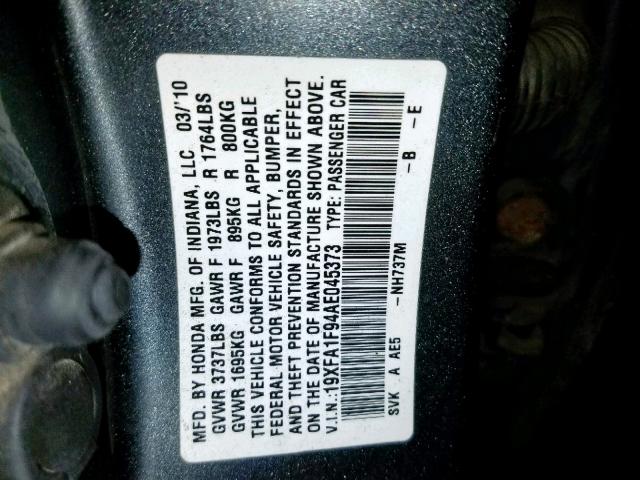 MFD. BY HONDA MFG. OF INDIANA, LLC 03/'10
GVWR 3737LBS GAWR F 1973LBS R 1764LBS
GVWR 1695KG GAWR F 895KG R 800KG
THIS VEHICLE CONFORMS TO ALL APPLICABLE
FEDERAL MOTOR VEHICLE SAFETY, BUMPER,
AND THEFT PREVENTION STANDARDS IN EFFECT
ON THE DATE OF MANUFACTURE SHOWN ABOVE.
V.I.N.:19XFA1F94AE045373 TYPE: PASSENGER CAR
SVK A AE5 -NH737M -B -E